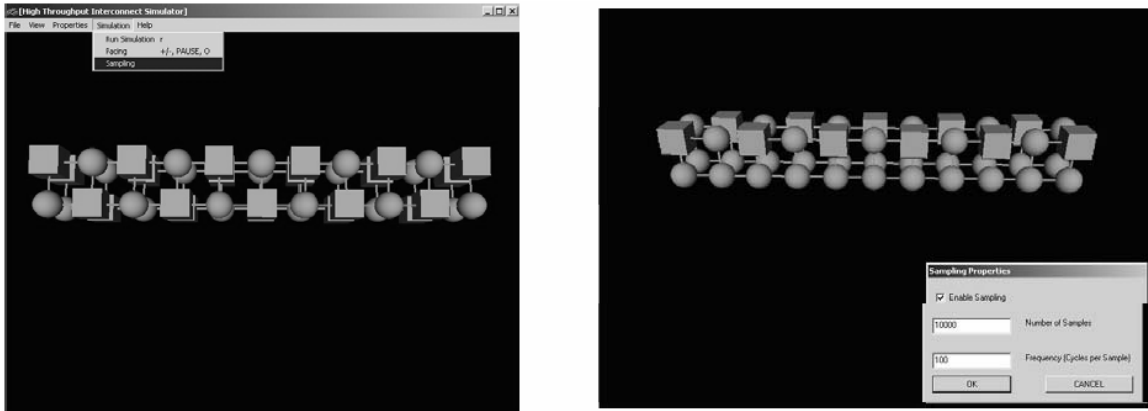 [High Throughput Interconnect Simulator]
File View Properties Simulation Help
Run Simulation r
Pacing +/-, PAUSE, O
Sampling
Sampling Properties
Enable Sampling
10000 Number of Samples
100 Frequency (Cycles per Sample)
OK CANCEL